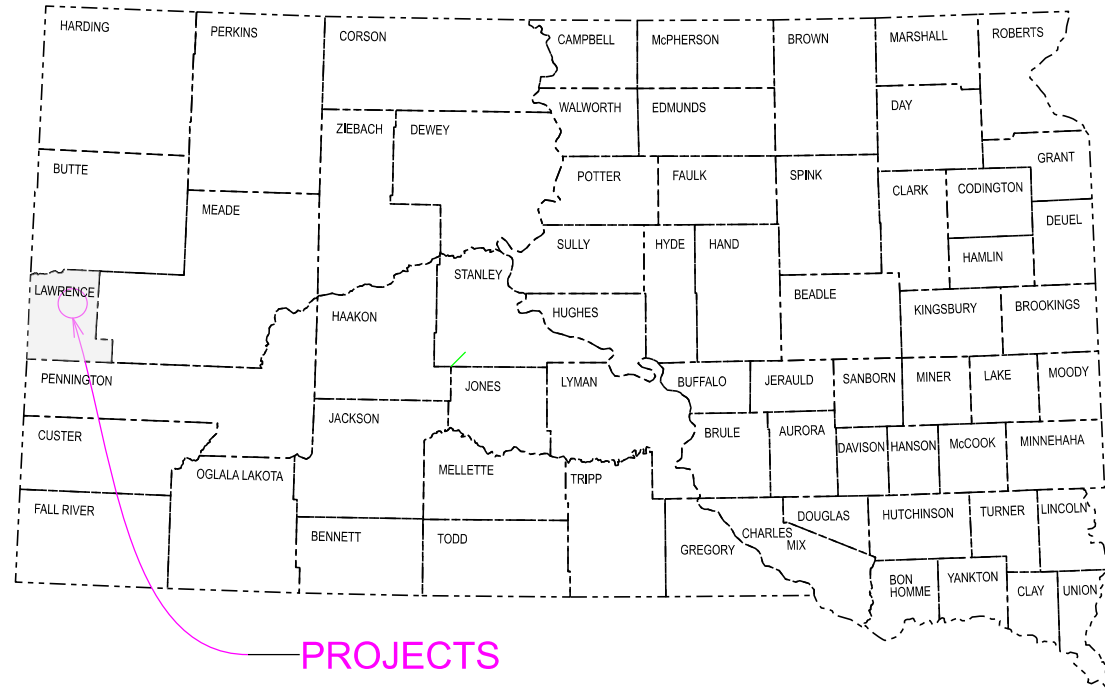 HARDING
PERKINS
CORSON
CAMPBELL
McPHERSON
BROWN
MARSHALL
ROBERTS
WALWORTH
EDMUNDS
DAY
ZIEBACH
DEWEY
GRANT
BUTTE
POTTER
FAULK
SPINK
CLARK
CODINGTON
MEADE
DEUEL
SULLY
HYDE
HAND
HAMLIN
STANLEY
LAWRENCE
BEADLE
HAAKON
HUGHES
KINGSBURY
BROOKINGS
PENNINGTON
JONES
LYMAN
BUFFALO
JERAULD
SANBORN
MINER
LAKE
MOODY
JACKSON
CUSTER
BRULE
AURORA
DAVISON
HANSON
McCOOK
MINNEHAHA
OGLALA LAKOTA
MELLETTE
TRIPP
FALL RIVER
DOUGLAS
HUTCHINSON
TURNER
LINCOLN
BENNETT
TODD
GREGORY
CHARLES
MIX
BON
HOMME
YANKTON
CLAY
UNION
PROJECTS